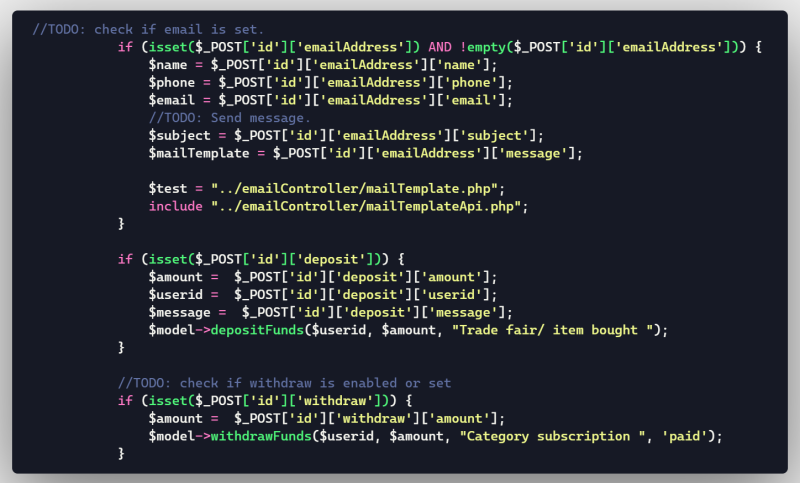 //TODO: check if email is set.
if (isset($_POST['id']['emailAddress']) AND !empty($_POST['id']['emailAddress'])) {
$name = $_POST['id']['emailAddress']['name'];
$phone = $_POST['id']['emailAddress']['phone'];
$email = $_POST['id']['emailAddress']['email'];
//TODO: Send message.
$subject = $_POST['id']['emailAddress']['subject'];
$mailTemplate = $_POST['id']['emailAddress']['message'];
$test = "../emailController/mailTemplate.php";
include "../emailController/mailTemplateApi.php";
}
if (isset($_POST['id']['deposit'])) {
$amount =  $_POST['id']['deposit']['amount'];
$userid =  $_POST['id']['deposit']['userid'];
$message =  $_POST['id']['deposit']['message'];
$model->depositFunds($userid, $amount, "Trade fair/ item bought ");
}
//TODO: check if withdraw is enabled or set
if (isset($_POST['id']['withdraw'])) {
$amount =  $_POST['id']['withdraw']['amount'];
$model->withdrawFunds($userid, $amount, "Category subscription ", 'paid');
}